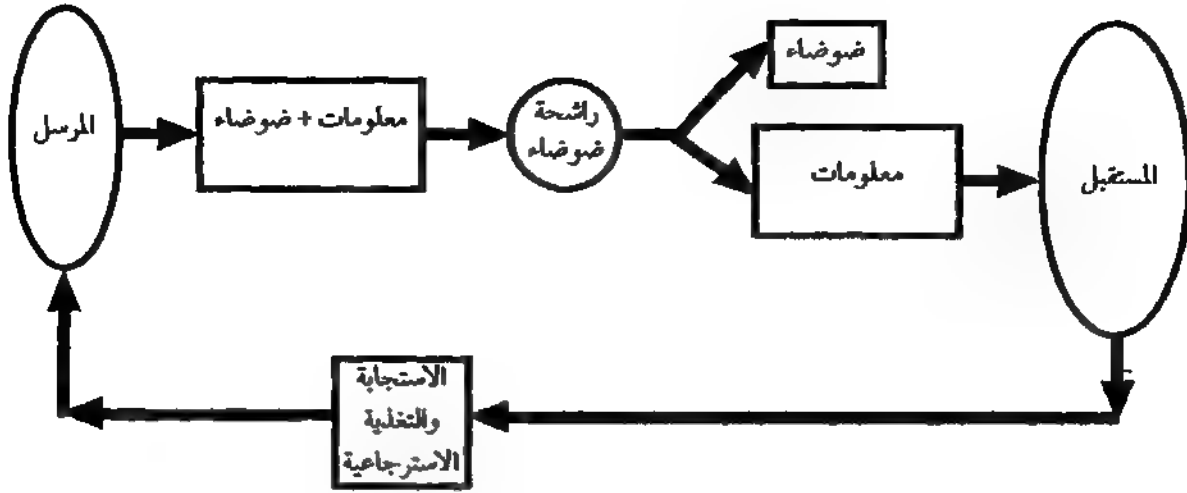 المرسل
معلومات + ضوضاء
راشحة
ضوضاء
ضوضاء
معلومات
المستقبل
الاستجابة
والتغذية
الاسترجاعية